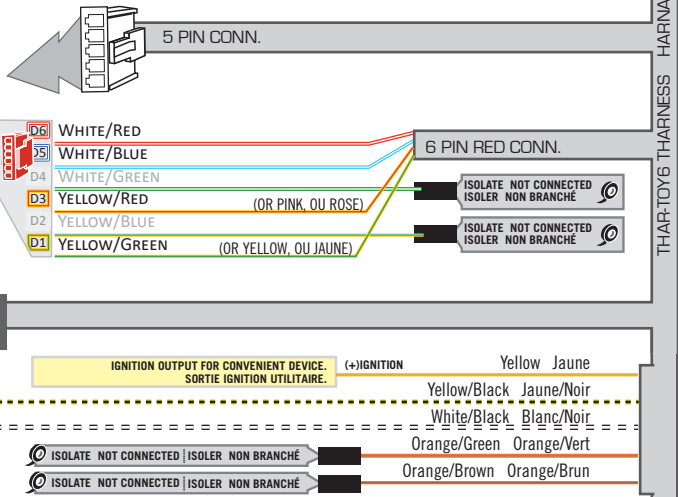 5 PIN CONN.
D6 WHITE/RED
D5 WHITE/BLUE
D4 WHITE/GREEN
D3 YELLOW/RED
(OR PINK, OU ROSE)
D2 YELLOW/BLUE
D1 YELLOW/GREEN
(OR YELLOW, OU JAUNE)
6 PIN RED CONN.
ISOLATE NOT CONNECTED
ISOLER NON BRANCHÉ
ISOLATE NOT CONNECTED
ISOLER NON BRANCHÉ
THAR-TOY6 THARNESS HARNA
IGNITION OUTPUT FOR CONVENIENT DEVICE.
SORTIE IGNITION UTILITAIRE.
(+)IGNITION
Yellow Jaune
Yellow/Black Jaune/Noir
White/Black Blanc/Noir
ISOLATE NOT CONNECTED ISOLER NON BRANCHÉ
Orange/Green Orange/Vert
ISOLATE NOT CONNECTED ISOLER NON BRANCHÉ
Orange/Brown Orange/Brun